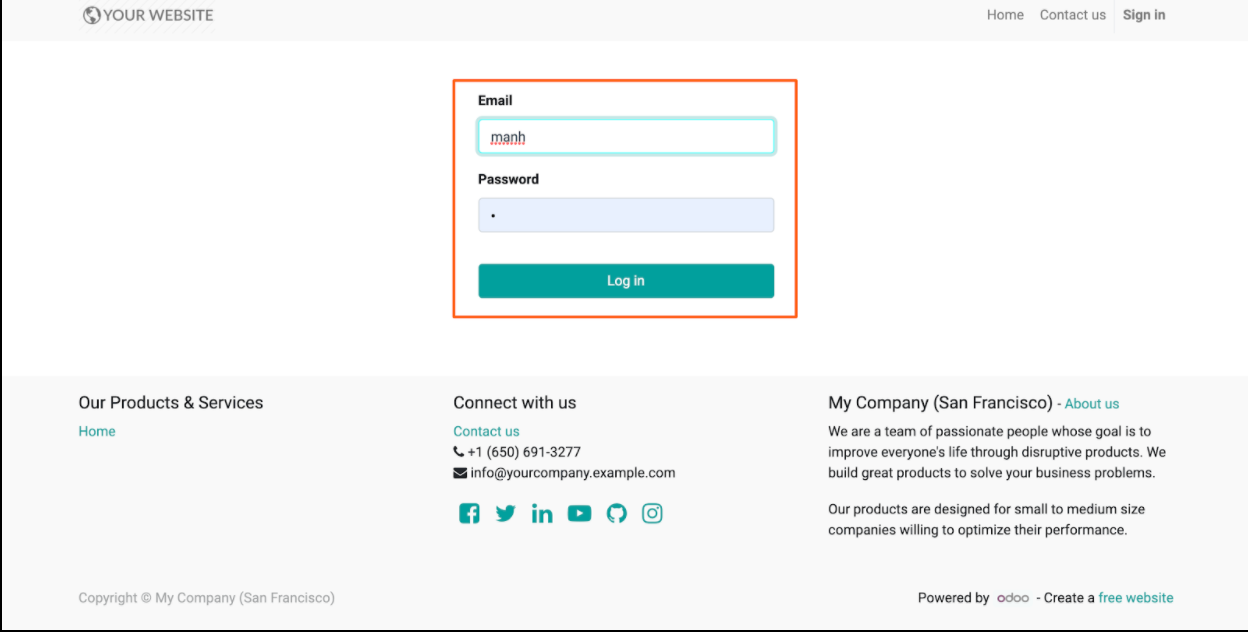 YOUR WEBSITE
Home Contact us Sign in
Email
manh
Password
•
Log in
Our Products & Services
Home
Connect with us
Contact us
+1 (650) 691-3277
info@yourcompany.example.com
My Company (San Francisco) - About us
We are a team of passionate people whose goal is to
improve everyone's life through disruptive products. We
build great products to solve your business problems.
Our products are designed for small to medium size
companies willing to optimize their performance.
Copyright © My Company (San Francisco)
Powered by odoo - Create a free website